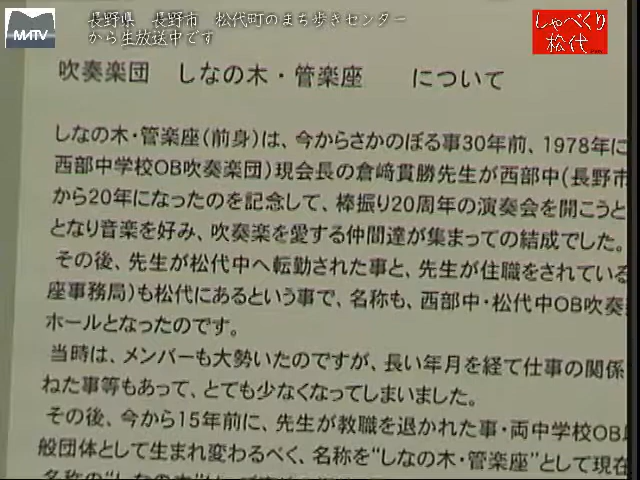 MATV
長野県　長野市　松代町のまち歩きセンター
から生放送中です
しゃべくり
松代
吹奏楽団　しなの木・管楽座　　について
しなの木・管楽座（前身）は、今からさかのぼる事30年前、1978年に
西部中学校OB吹奏楽団）現会長の倉﨑貫勝先生が西部中（長野市
から20年になったのを記念して、棒振り20周年の演奏会を開こうと
となり音楽を好み、吹奏楽を愛する仲間達が集まっての結成でした。
その後、先生が松代中へ転勤された事と、先生が住職をされている
座事務局）も松代にあるという事で、名称も、西部中・松代中OB吹奏
ホールとなったのです。
当時は、メンバーも大勢いたのですが、長い年月を経て仕事の関係
ねた事等もあって、とても少なくなってしまいました。
その後、今から15年前に、先生が教職を退かれた事・両中学校OB
般団体として生まれ変わるべく、名称を“しなの木・管楽座”として現在
名称の“しなの木”